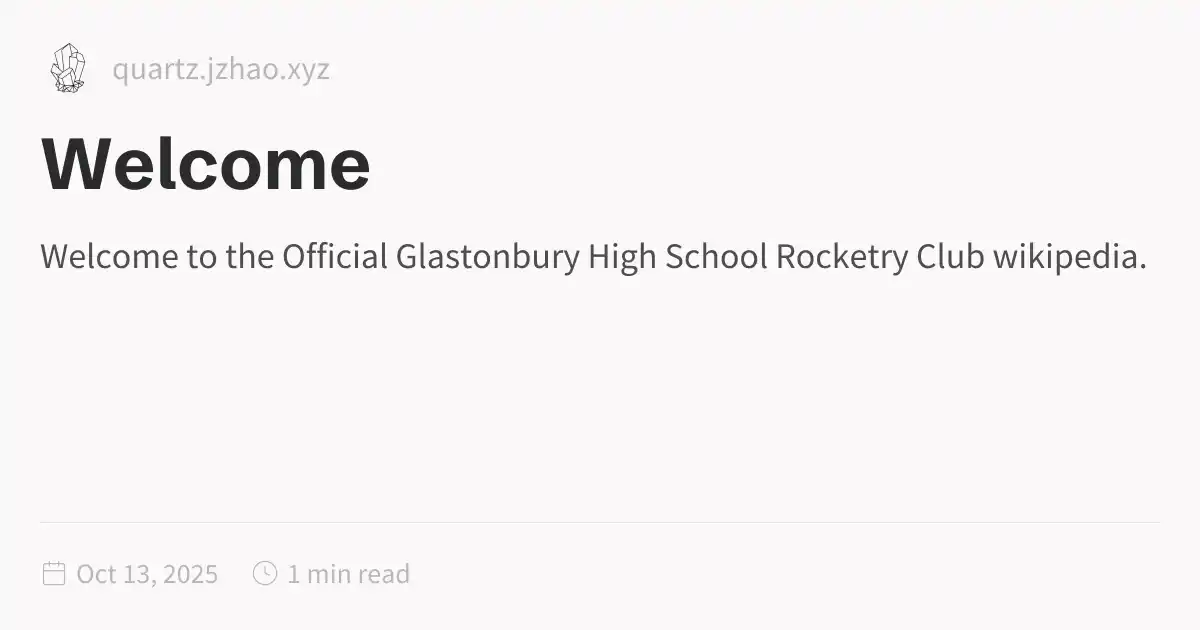 quartz.jzhao.xyz
Welcome
Welcome to the Official Glastonbury High School Rocketry Club wikipedia.
Oct 13, 2025 1 min read